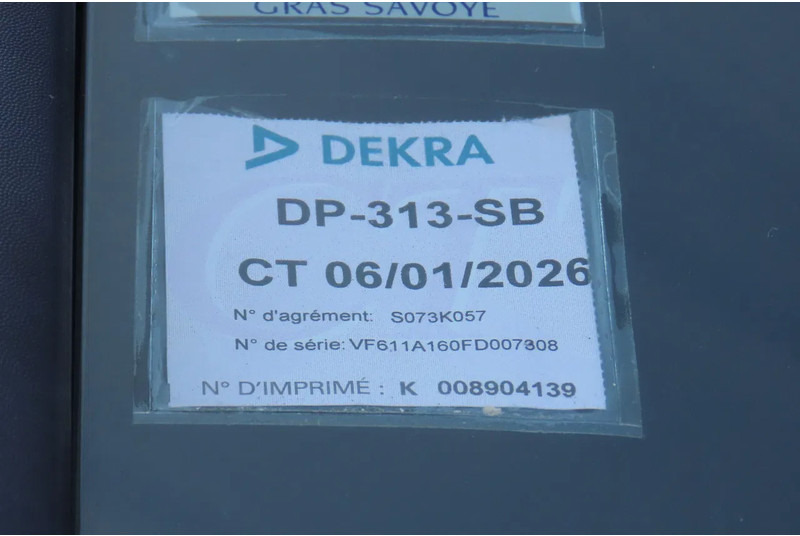 GRAS SAVOYE
DEKRA
DP-313-SB
CT 06/01/2026
N° d'agrément: S073K057
N° de série: VF611A160FD007308
N° D'IMPRIMÉ : K 008904139